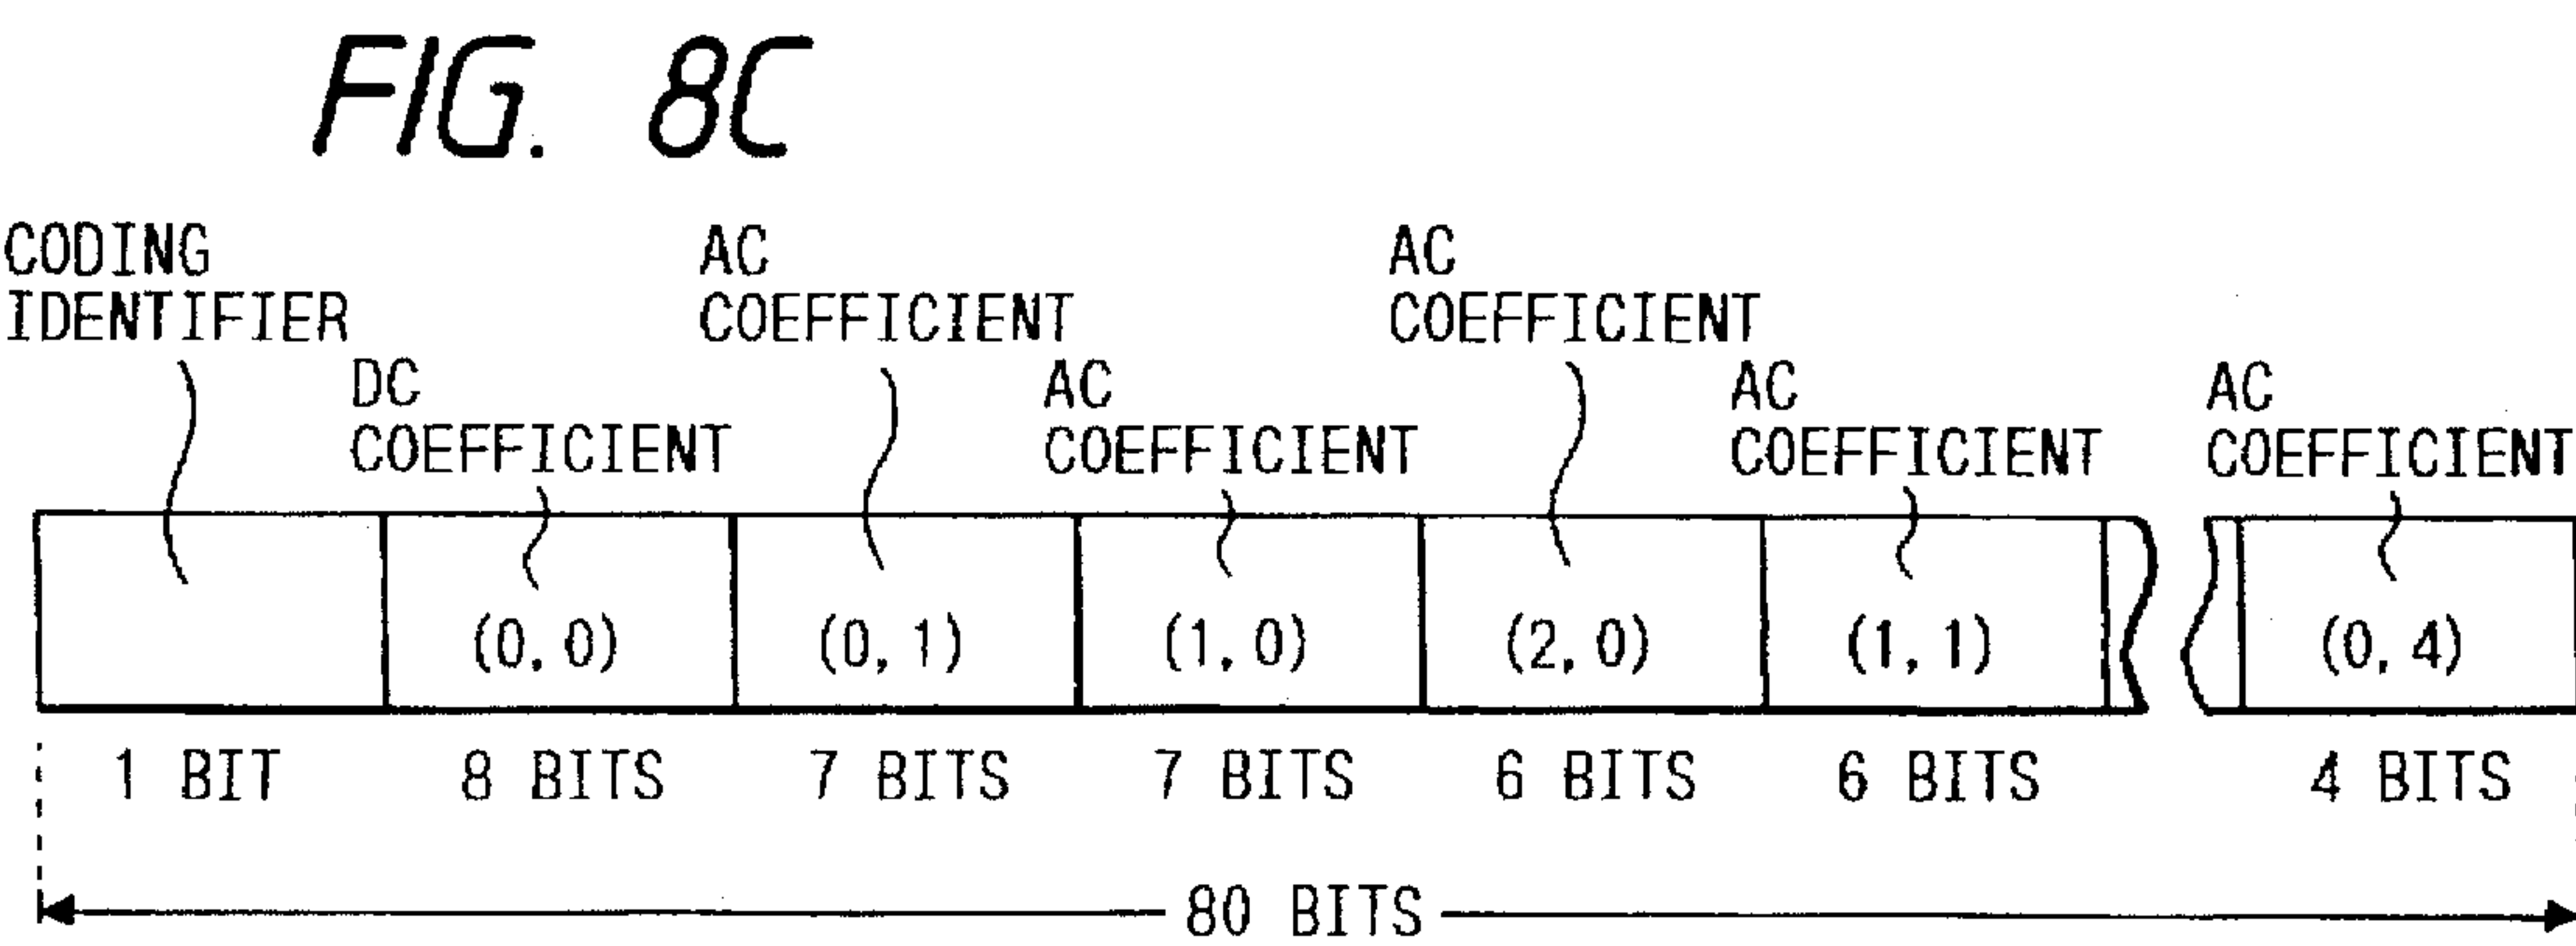 FIG. 8C
CODING
IDENTIFIER
DC
COEFFICIENT
AC
COEFFICIENT
AC
COEFFICIENT
AC
COEFFICIENT
AC
COEFFICIENT
AC
COEFFICIENT
(0,0) (0,1) (1,0) (2,0) (1,1) (0,4)
1 BIT 8 BITS 7 BITS 7 BITS 6 BITS 6 BITS 4 BITS
80 BITS